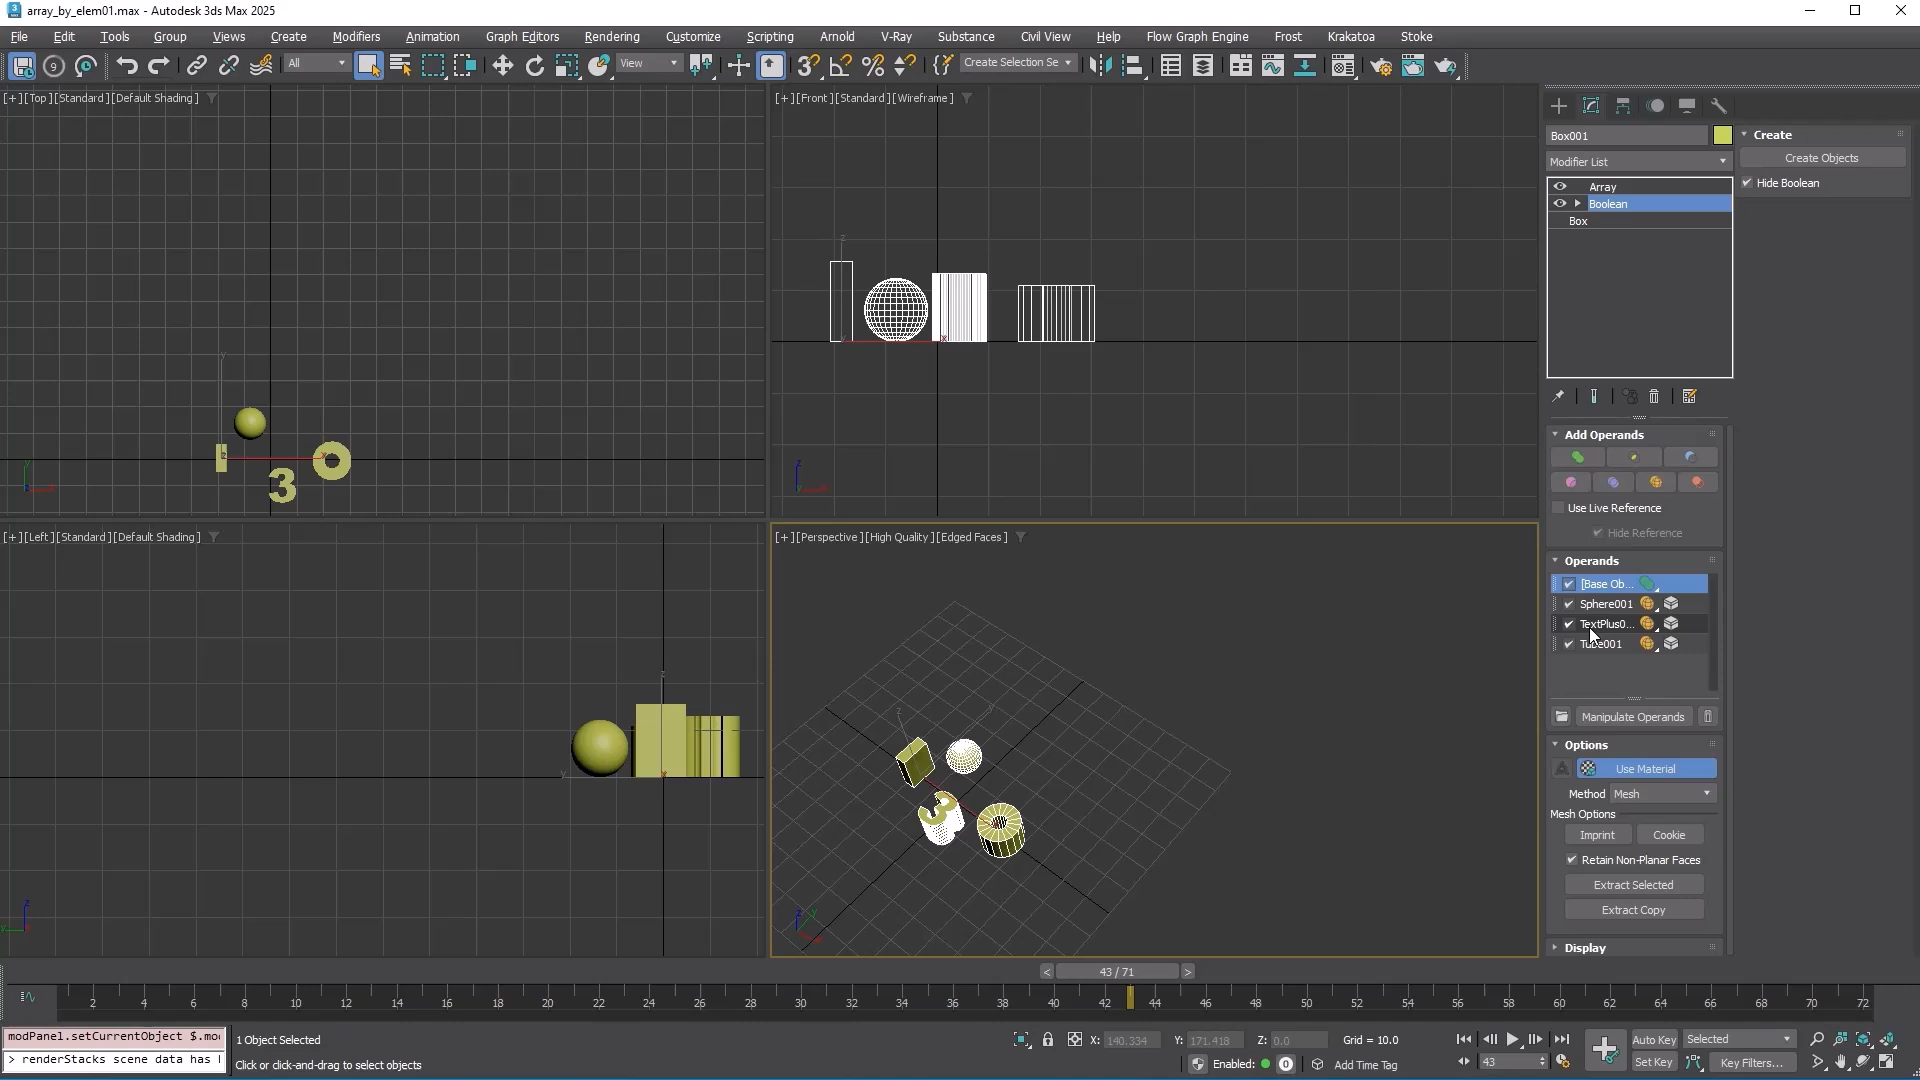 array_by_elem01.max - Autodesk 3ds Max 2025
File Edit Tools Group Views Create Modifiers Animation Graph Editors Rendering Customize Scripting Arnold V-Ray Substance Civil View Help Flow Graph Engine Frost Krakatoa Stoke
9 All View Create Selection Se
[+][Top][Standard][Default Shading]
[+][Front][Standard][Wireframe]
Box001
Create
Modifier List
Create Objects
Hide Boolean
Array
Boolean
Box
Add Operands
Use Live Reference
Hide Reference
[+][Left][Standard][Default Shading]
[+][Perspective][High Quality][Edged Faces]
Operands
[Base Ob...
Sphere001
TextPlus0...
Tube001
Manipulate Operands
Options
Use Material
Method Mesh
Mesh Options
Imprint Cookie
Retain Non-Planar Faces
Extract Selected
Extract Copy
Display
3
3
< 43 / 71 >
2 4 6 8 10 12 14 16 18 20 22 24 26 28 30 32 34 36 38 40 42 44 46 48 50 52 54 56 58 60 62 64 66 68 70 72
modPanel.setCurrentObject $.mo
1 Object Selected
X: 140.334 Y: 171.418 Z: 0.0 Grid = 10.0
Auto Key Selected
> renderStacks scene data has
Click or click-and-drag to select objects
Enabled: 0 Add Time Tag
43
Set Key Key Filters...